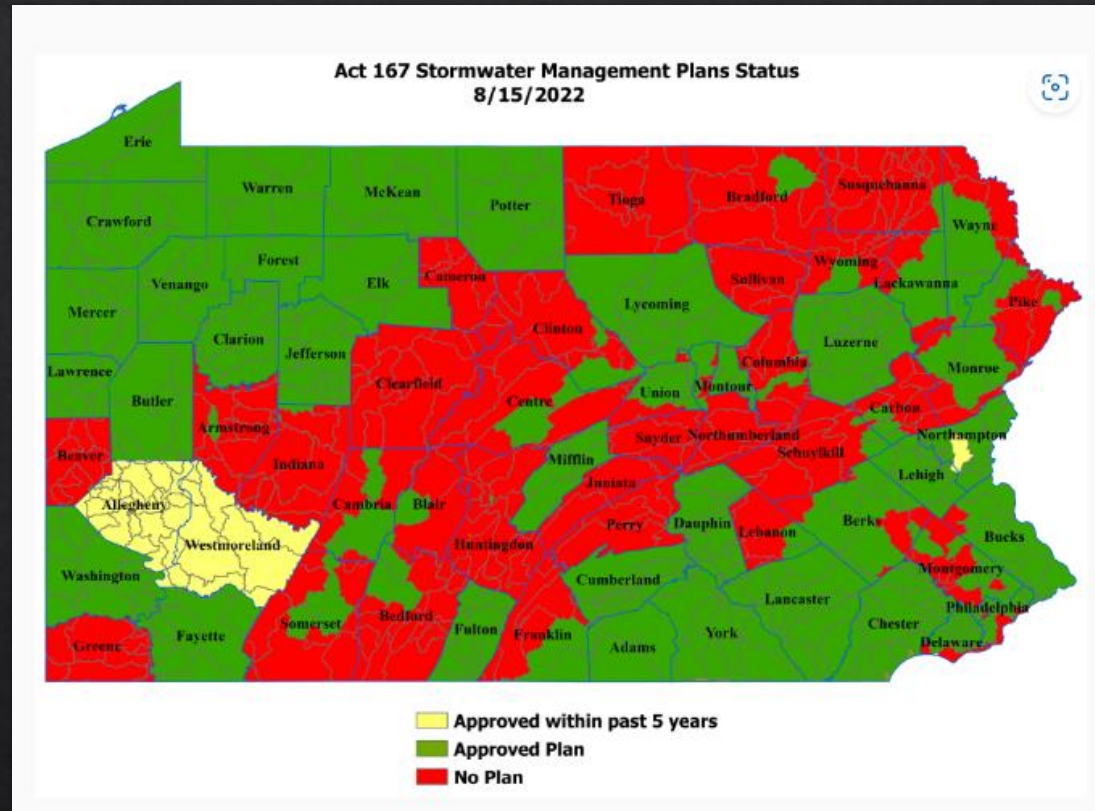 Act 167 Stormwater Management Plans Status
8/15/2022
Erie
Warren
McKean
Potter
Tioga
Bradford
Susquehanna
Wayne
Crawford
Forest
Venango
Elk
Cameron
Sullivan
Wyoming
Lackawanna
Pike
Mercer
Lycoming
Clinton
Clarion
Jefferson
Luzerne
Columbia
Monroe
Lawrence
Butler
Clearfield
Centre
Union
Montour
Carbon
Armstrong
Snyder
Northumberland
Northampton
Schuylkill
Beaver
Indiana
Mifflin
Lehigh
Juniata
Allegheny
Cambria
Blair
Perry
Dauphin
Lebanon
Berks
Bucks
Westmoreland
Huntingdon
Montgomery
Washington
Cumberland
Lancaster
Philadelphia
Somerset
Bedford
Fulton
Franklin
Chester
Greene
Fayette
Adams
York
Delaware
Approved within past 5 years
Approved Plan
No Plan